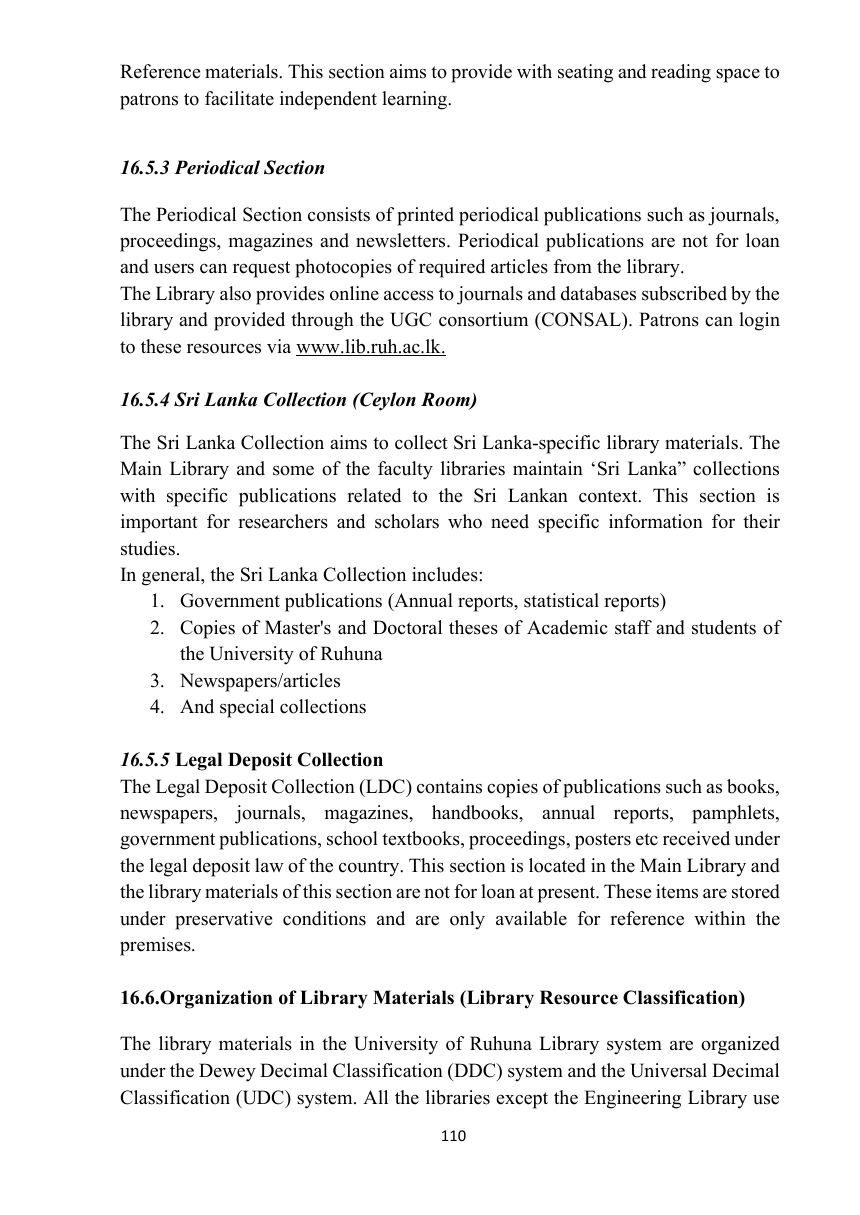 Reference materials. This section aims to provide with seating and reading space to
patrons to facilitate independent learning.
16.5.3 Periodical Section
The Periodical Section consists of printed periodical publications such as journals,
proceedings, magazines and newsletters. Periodical publications are not for loan
and users can request photocopies of required articles from the library.
The Library also provides online access to journals and databases subscribed by the
library and provided through the UGC consortium (CONSAL). Patrons can login
to these resources via www.lib.ruh.ac.lk.
16.5.4 Sri Lanka Collection (Ceylon Room)
The Sri Lanka Collection aims to collect Sri Lanka-specific library materials. The
Main Library and some of the faculty libraries maintain ‘Sri Lanka” collections
with specific publications related to the Sri Lankan context. This section is
important for researchers and scholars who need specific information for their
studies.
In general, the Sri Lanka Collection includes:
1. Government publications (Annual reports, statistical reports)
2. Copies of Master's and Doctoral theses of Academic staff and students of
the University of Ruhuna
3. Newspapers/articles
4. And special collections
16.5.5 Legal Deposit Collection
The Legal Deposit Collection (LDC) contains copies of publications such as books,
newspapers, journals, magazines, handbooks, annual reports, pamphlets,
government publications, school textbooks, proceedings, posters etc received under
the legal deposit law of the country. This section is located in the Main Library and
the library materials of this section are not for loan at present. These items are stored
under preservative conditions and are only available for reference within the
premises.
16.6.Organization of Library Materials (Library Resource Classification)
The library materials in the University of Ruhuna Library system are organized
under the Dewey Decimal Classification (DDC) system and the Universal Decimal
Classification (UDC) system. All the libraries except the Engineering Library use
110